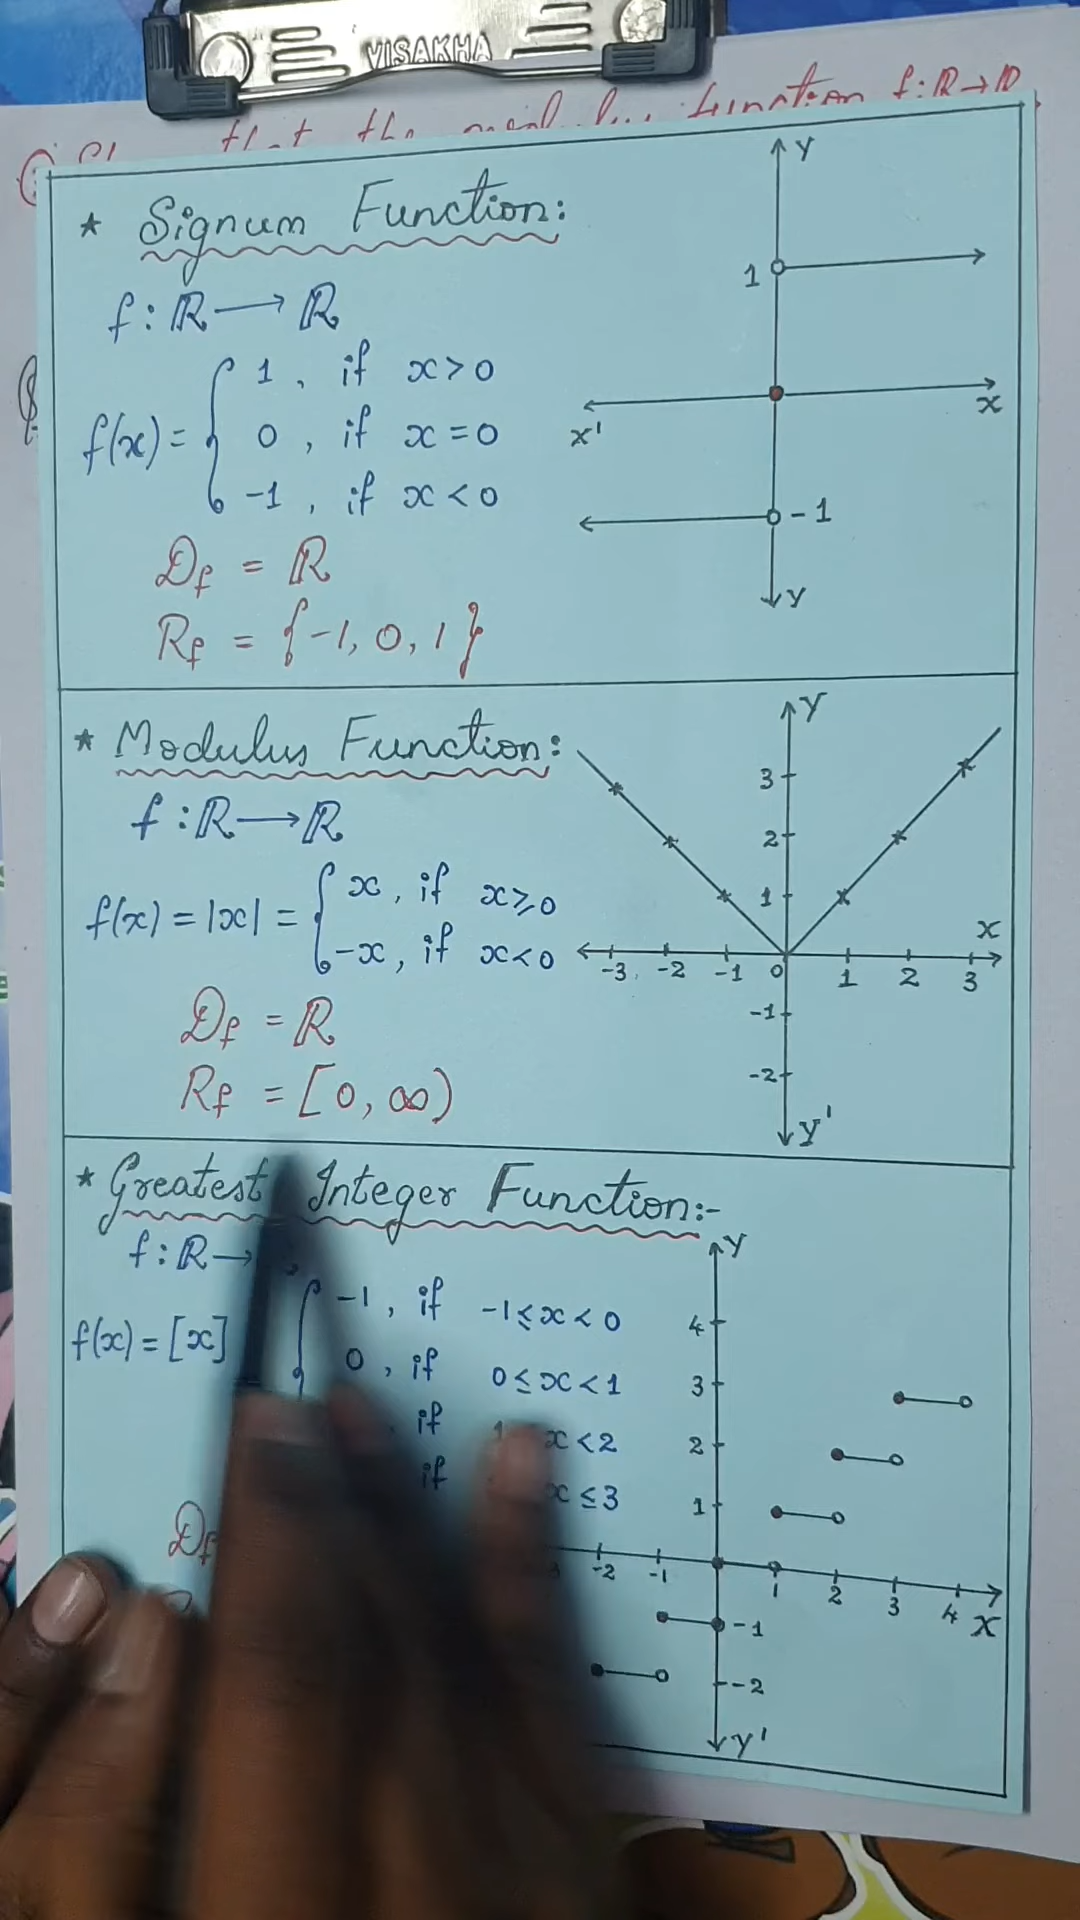 VISAKHA
function f: ℝ→
* Signum Function:
f: ℝ ⟶ ℝ
f(x) = { 1, if x > 0
0, if x = 0
-1, if x < 0
Df = ℝ
Rf = {-1, 0, 1}
Y
1
x' x
-1
Y
* Modulus Function:
f : ℝ ⟶ ℝ
f(x) = |x| = { x, if x ⩾ 0
-x, if x < 0
Df = ℝ
Rf = [0, ∞)
Y
3
2
1
x
-3 -2 -1 0 1 2 3
-1
-2
Y'
* Greatest Integer Function:-
f: ℝ →
f(x) = [x] { -1, if -1 ≤ x < 0
0, if 0 ≤ x < 1
if x < 2
if x ≤ 3
Df
Y
4
3
2
1
-2 -1 1 2 3 4 X
-1
-2
Y'